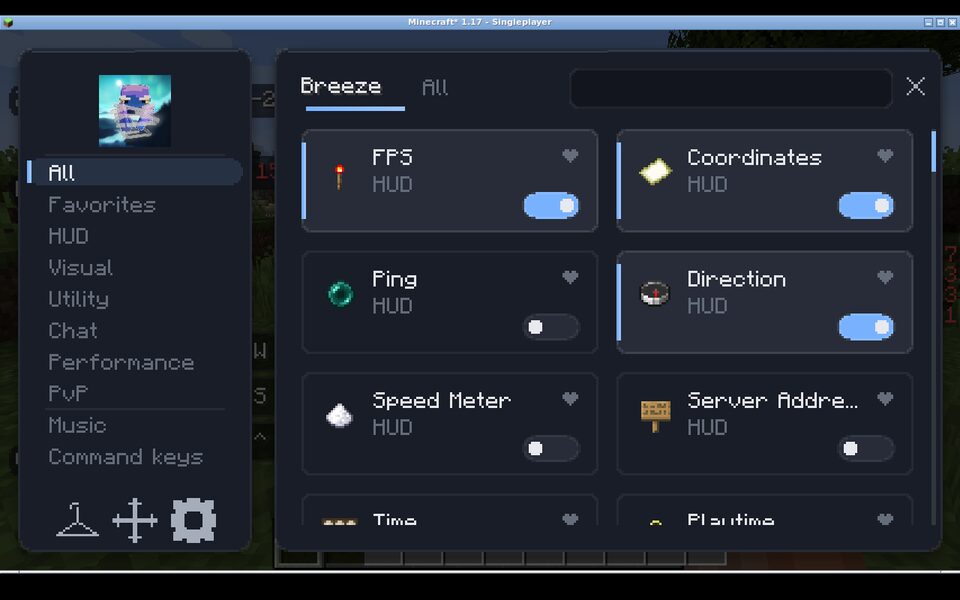 Minecraft* 1.17 - Singleplayer
Breeze
All
FPS
HUD
Coordinates
HUD
All
Favorites
HUD
Visual
Utility
Chat
Performance
PvP
Music
Command keys
Ping
HUD
Direction
HUD
Speed Meter
HUD
Server Addre...
HUD
Time
Playtime
W
S